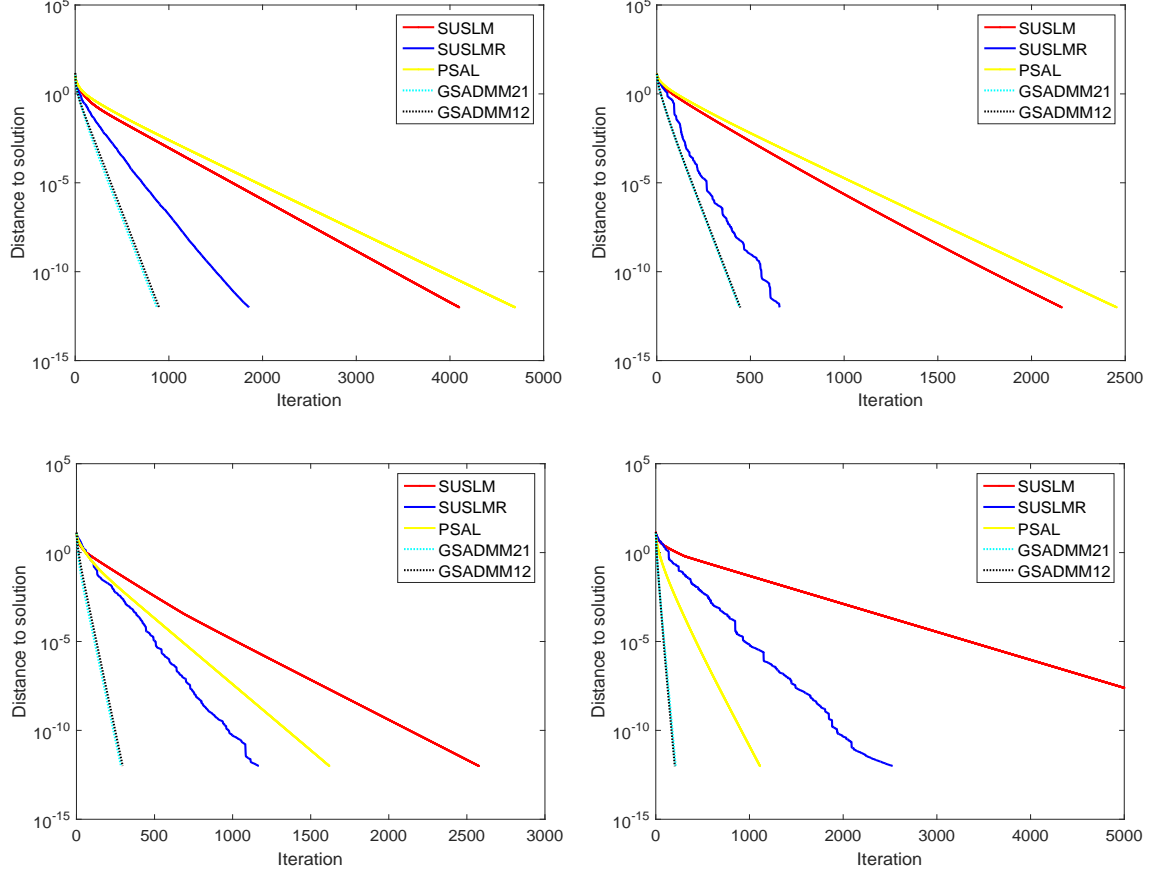 10^5
10^0
10^-5
10^-10
10^-15
Distance to solution
0 1000 2000 3000 4000 5000
Iteration
SUSLM
SUSLMR
PSAL
GSADMM21
GSADMM12
10^5
10^0
10^-5
10^-10
10^-15
Distance to solution
0 500 1000 1500 2000 2500
Iteration
SUSLM
SUSLMR
PSAL
GSADMM21
GSADMM12
10^5
10^0
10^-5
10^-10
10^-15
Distance to solution
0 500 1000 1500 2000 2500 3000
Iteration
SUSLM
SUSLMR
PSAL
GSADMM21
GSADMM12
10^5
10^0
10^-5
10^-10
10^-15
Distance to solution
0 1000 2000 3000 4000 5000
Iteration
SUSLM
SUSLMR
PSAL
GSADMM21
GSADMM12